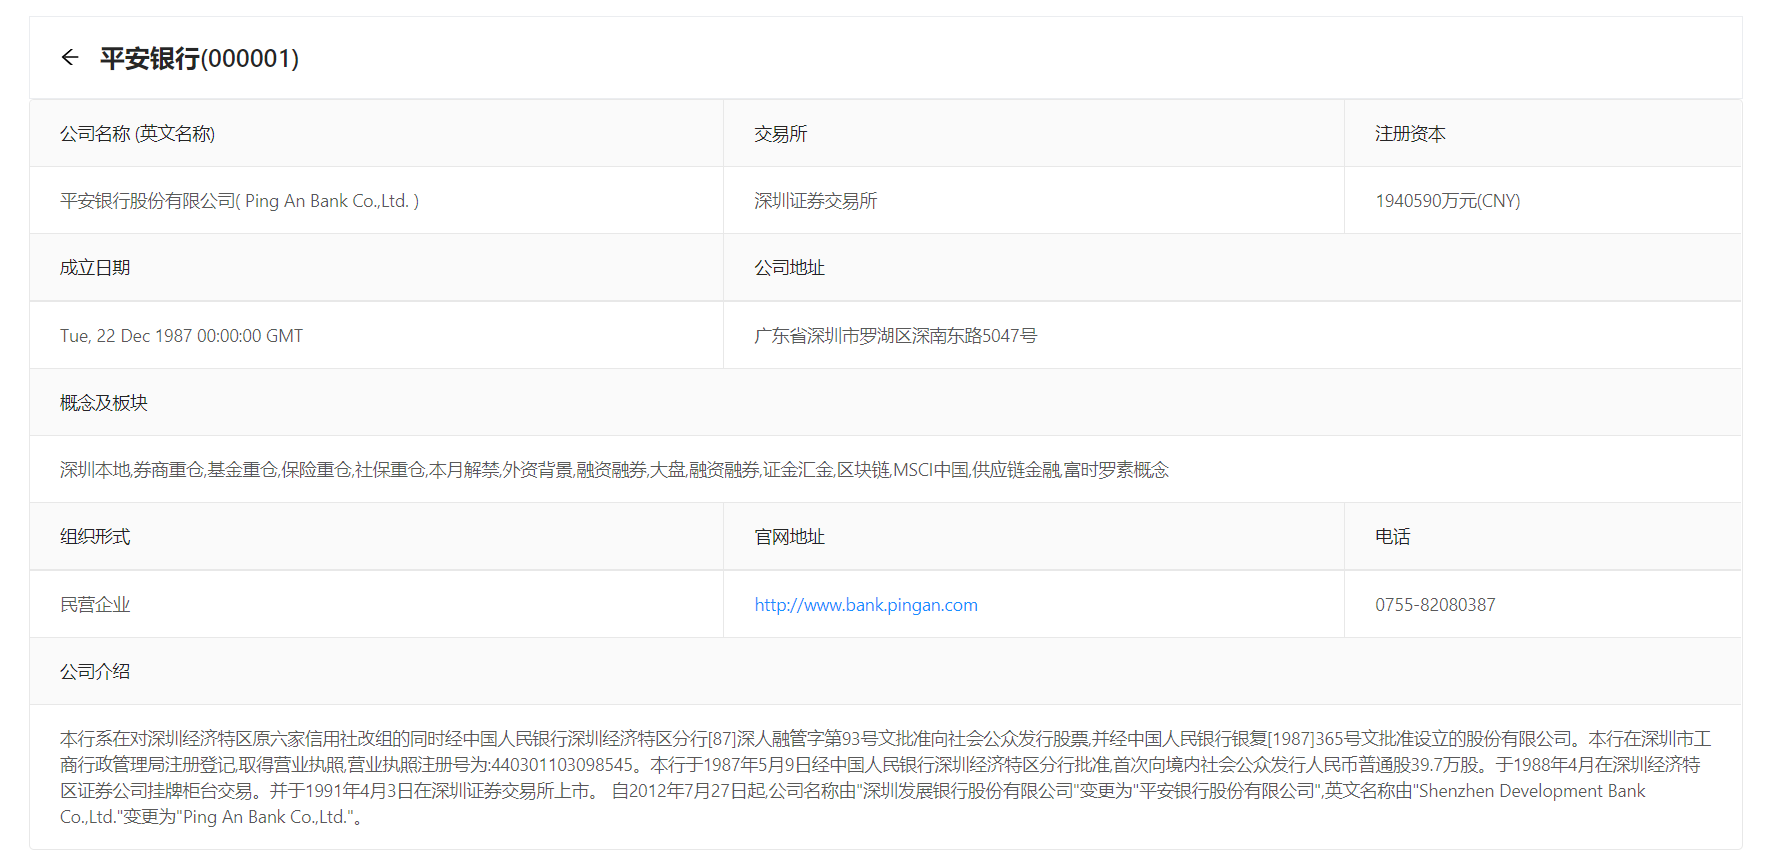 ← 平安银行(000001)
公司名称 (英文名称) 交易所 注册资本
平安银行股份有限公司( Ping An Bank Co.,Ltd. ) 深圳证券交易所 1940590万元(CNY)
成立日期 公司地址
Tue, 22 Dec 1987 00:00:00 GMT 广东省深圳市罗湖区深南东路5047号
概念及板块
深圳本地,券商重仓,基金重仓,保险重仓,社保重仓,本月解禁,外资背景,融资融券,大盘,融资融券,证金汇金,区块链,MSCI中国,供应链金融,富时罗素概念
组织形式 官网地址 电话
民营企业 http://www.bank.pingan.com 0755-82080387
公司介绍
本行系在对深圳经济特区原六家信用社改组的同时经中国人民银行深圳经济特区分行[87]深人融管字第93号文批准向社会公众发行股票,并经中国人民银行银复[1987]365号文批准设立的股份有限公司。本行在深圳市工
商行政管理局注册登记,取得营业执照,营业执照注册号为:440301103098545。本行于1987年5月9日经中国人民银行深圳经济特区分行批准,首次向境内社会公众发行人民币普通股39.7万股。于1988年4月在深圳经济特
区证券公司挂牌柜台交易。并于1991年4月3日在深圳证券交易所上市。 自2012年7月27日起,公司名称由"深圳发展银行股份有限公司"变更为"平安银行股份有限公司",英文名称由"Shenzhen Development Bank
Co.,Ltd."变更为"Ping An Bank Co.,Ltd."。